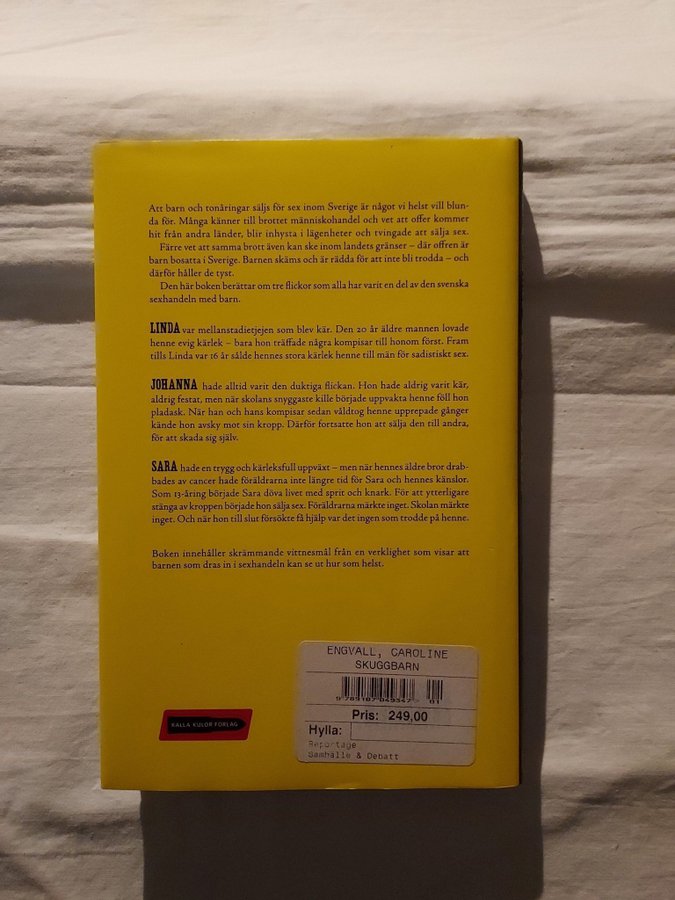 Att barn och tonåringar säljs för sex inom Sverige är något vi helst vill blun-
da för. Många känner till brottet människohandel och vet att offer kommer
hit från andra länder, blir inhysta i lägenheter och tvingade att sälja sex.
Färre vet att samma brott även kan ske inom landets gränser – där offren är
barn bosatta i Sverige. Barnen skäms och är rädda för att inte bli trodda – och
därför håller de tyst.
Den här boken berättar om tre flickor som alla har varit en del av den svenska
sexhandeln med barn.
LINDA var mellanstadietjejen som blev kär. Den 20 år äldre mannen lovade
henne evig kärlek – bara hon träffade några kompisar till honom först. Fram
tills Linda var 16 år sålde hennes stora kärlek henne till män för sadistiskt sex.
JOHANNA hade alltid varit den duktiga flickan. Hon hade aldrig varit kär,
aldrig festat, men när skolans snyggaste kille började uppvakta henne föll hon
pladask. När han och hans kompisar sedan våldtog henne upprepade gånger
kände hon avsky mot sin kropp. Därför fortsatte hon att sälja den till andra,
för att skada sig själv.
SARA hade en trygg och kärleksfull uppväxt – men när hennes äldre bror drab-
bades av cancer hade föräldrarna inte längre tid för Sara och hennes känslor.
Som 13-åring började Sara döva livet med sprit och knark. För att ytterligare
stänga av kroppen började hon sälja sex. Föräldrarna märkte inget. Skolan märkte
inget. Och när hon till slut försökte få hjälp var det ingen som trodde på henne.
Boken innehåller skrämmande vittnesmål från en verklighet som visar att
barnen som dras in i sexhandeln kan se ut hur som helst.
ENGVALL, CAROLINE
SKUGGBARN
9 789187 049347 01
Pris: 249,00
Hylla:
Reportage
Samhälle & Debatt
KALLA KULOR FÖRLAG